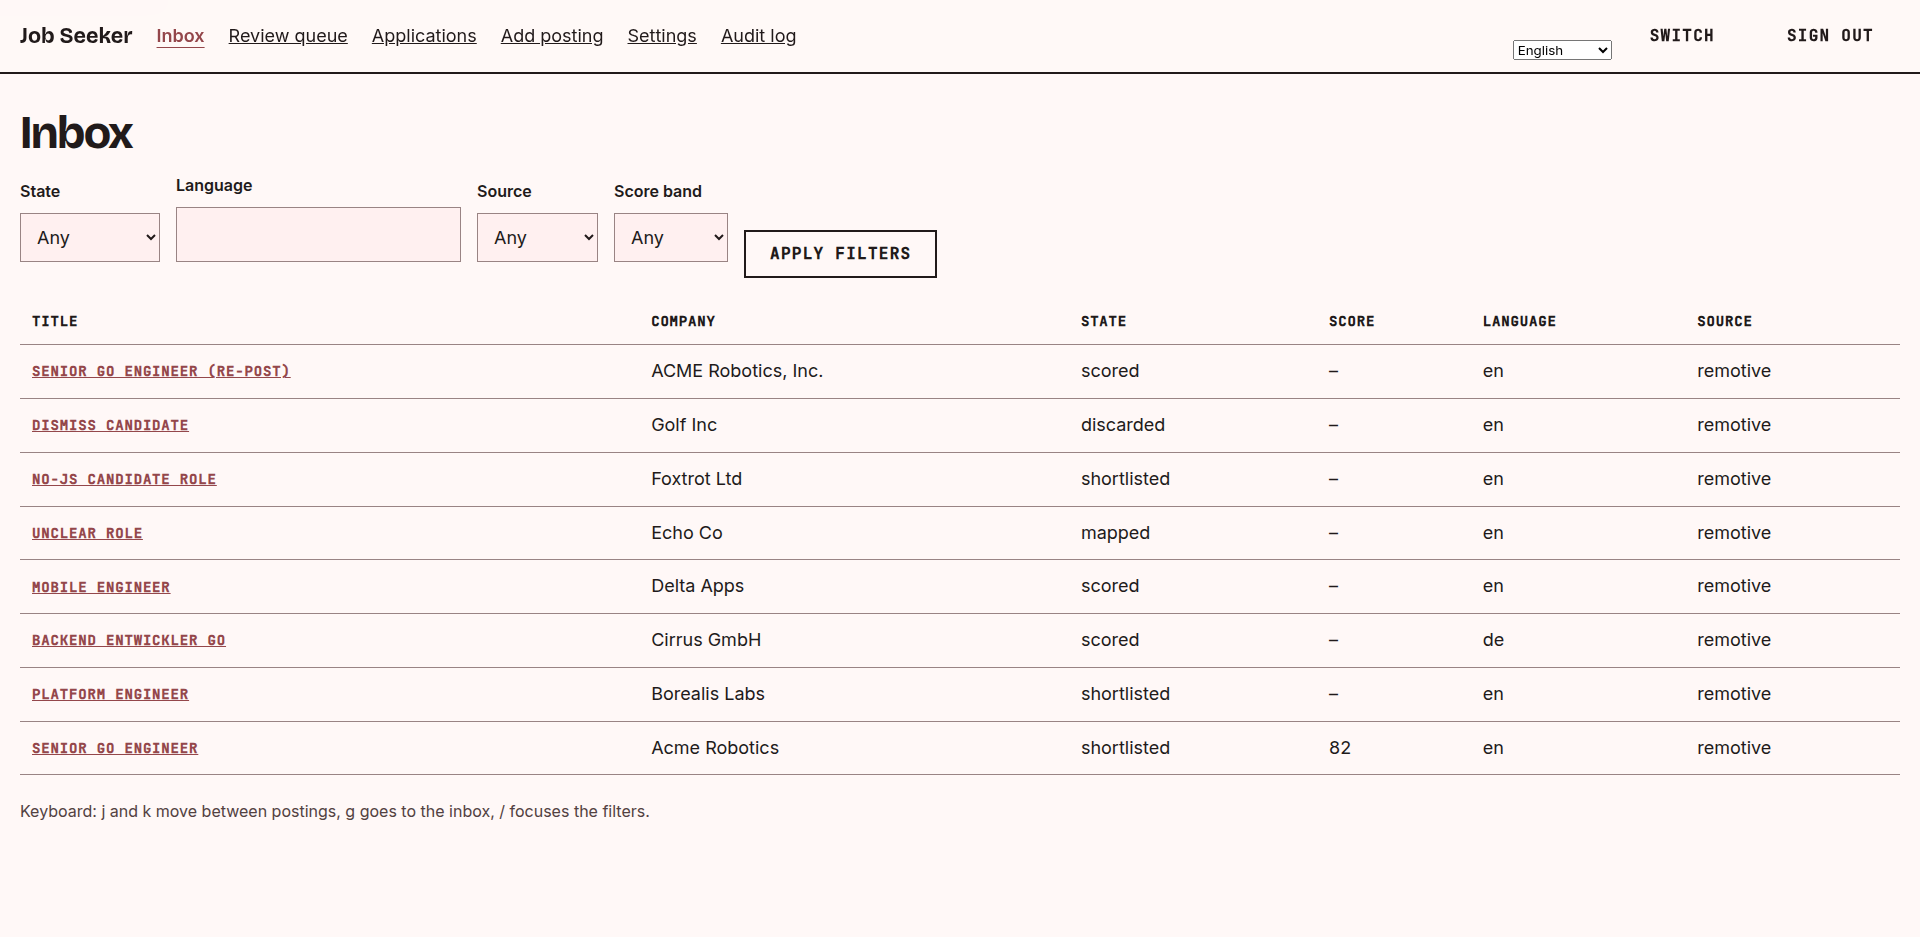 Job Seeker Inbox Review queue Applications Add posting Settings Audit log English SWITCH SIGN OUT
Inbox
State Language Source Score band
Any Any Any APPLY FILTERS
TITLE COMPANY STATE SCORE LANGUAGE SOURCE
SENIOR GO ENGINEER (RE-POST) ACME Robotics, Inc. scored – en remotive
DISMISS CANDIDATE Golf Inc discarded – en remotive
NO-JS CANDIDATE ROLE Foxtrot Ltd shortlisted – en remotive
UNCLEAR ROLE Echo Co mapped – en remotive
MOBILE ENGINEER Delta Apps scored – en remotive
BACKEND ENTWICKLER GO Cirrus GmbH scored – de remotive
PLATFORM ENGINEER Borealis Labs shortlisted – en remotive
SENIOR GO ENGINEER Acme Robotics shortlisted 82 en remotive
Keyboard: j and k move between postings, g goes to the inbox, / focuses the filters.